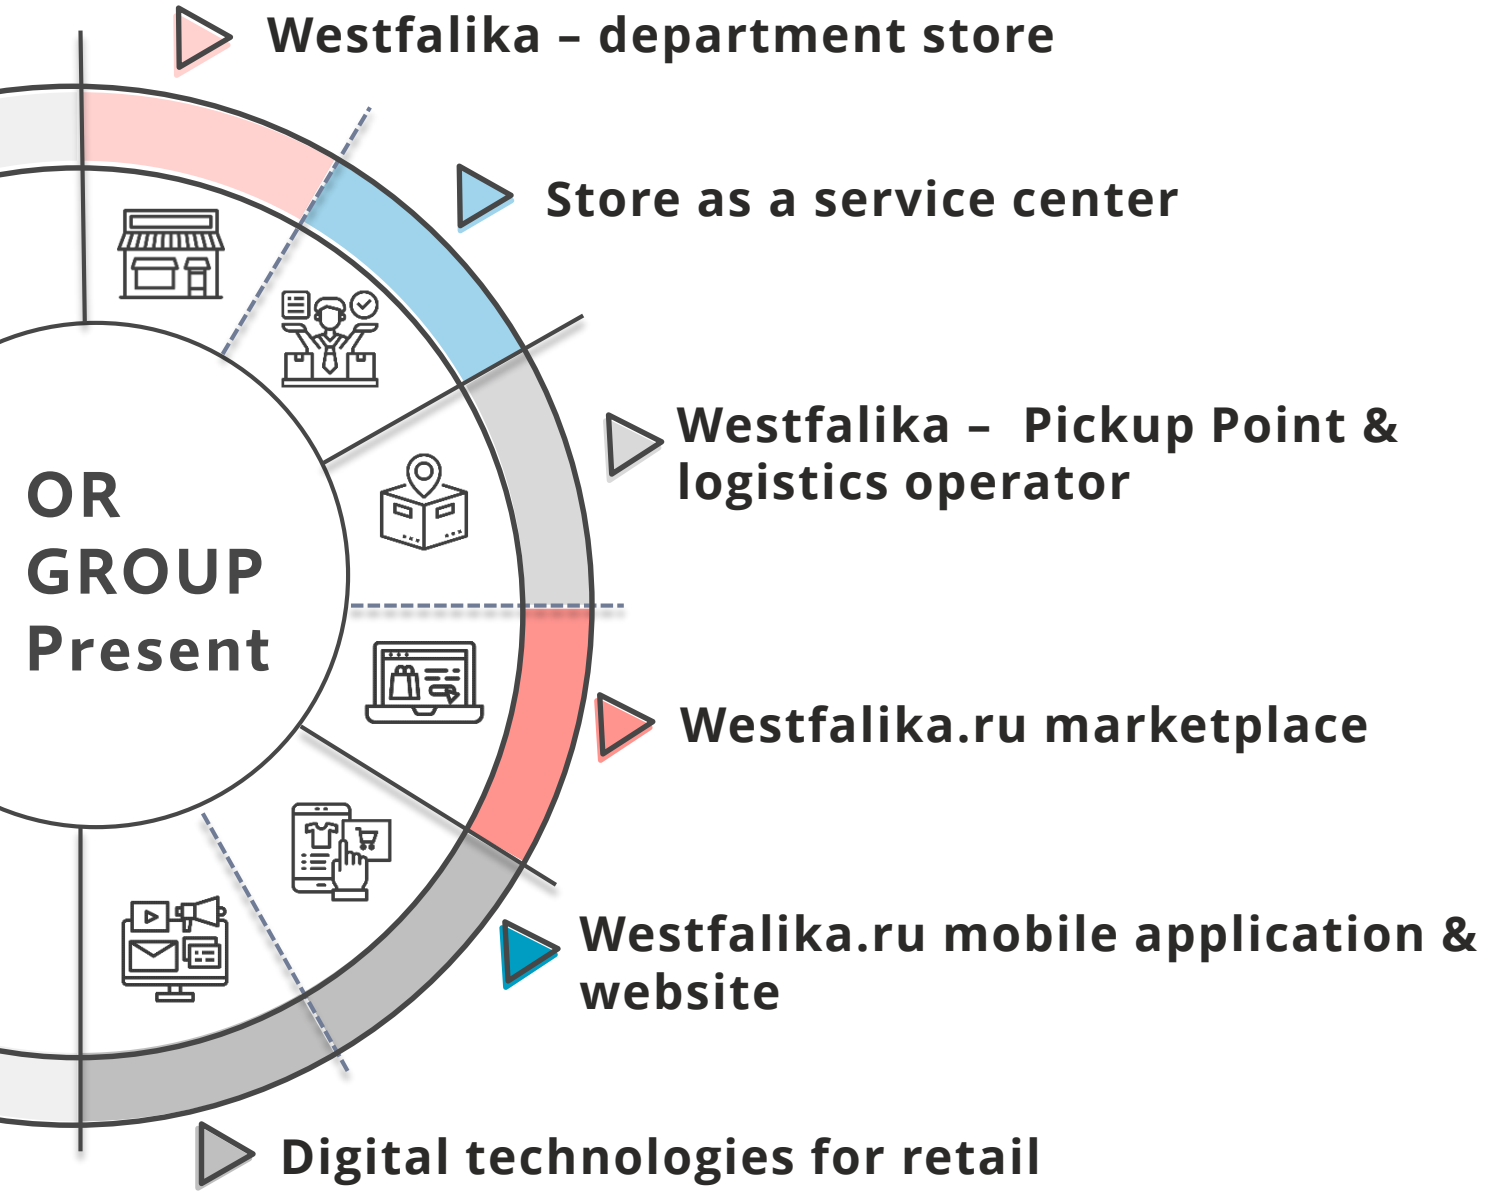 Westfalika – department store
Store as a service center
Westfalika – Pickup Point &
logistics operator
OR
GROUP
Present
Westfalika.ru marketplace
Westfalika.ru mobile application &
website
Digital technologies for retail